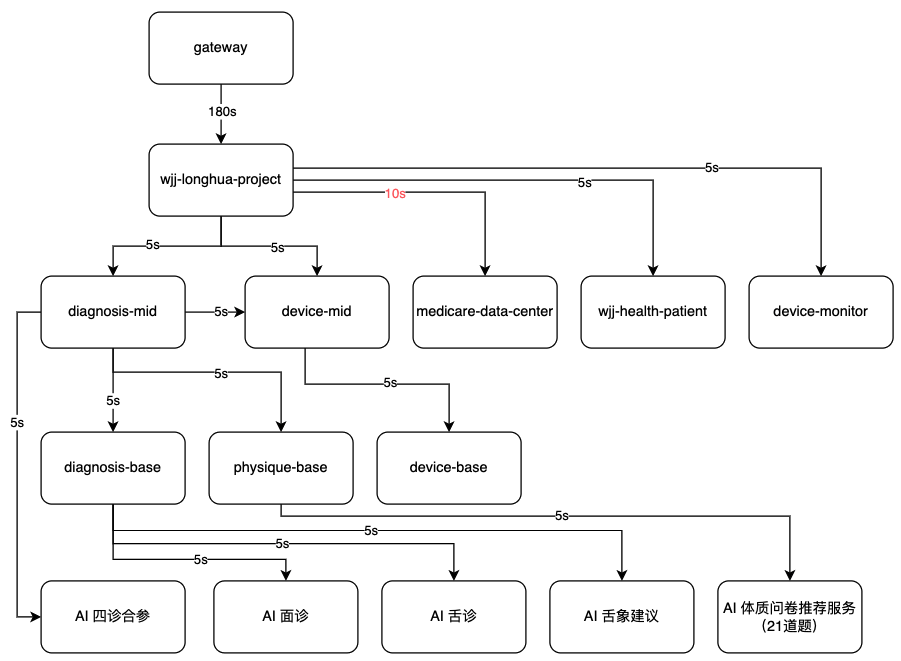 gateway
180s
wjj-longhua-project
5s
5s
10s
5s
5s
diagnosis-mid
5s
device-mid
medicare-data-center
wjj-health-patient
device-monitor
5s
5s
5s
5s
diagnosis-base
physique-base
device-base
5s
5s
5s
5s
AI 四诊合参
AI 面诊
AI 舌诊
AI 舌象建议
AI 体质问卷推荐服务
（21道题）